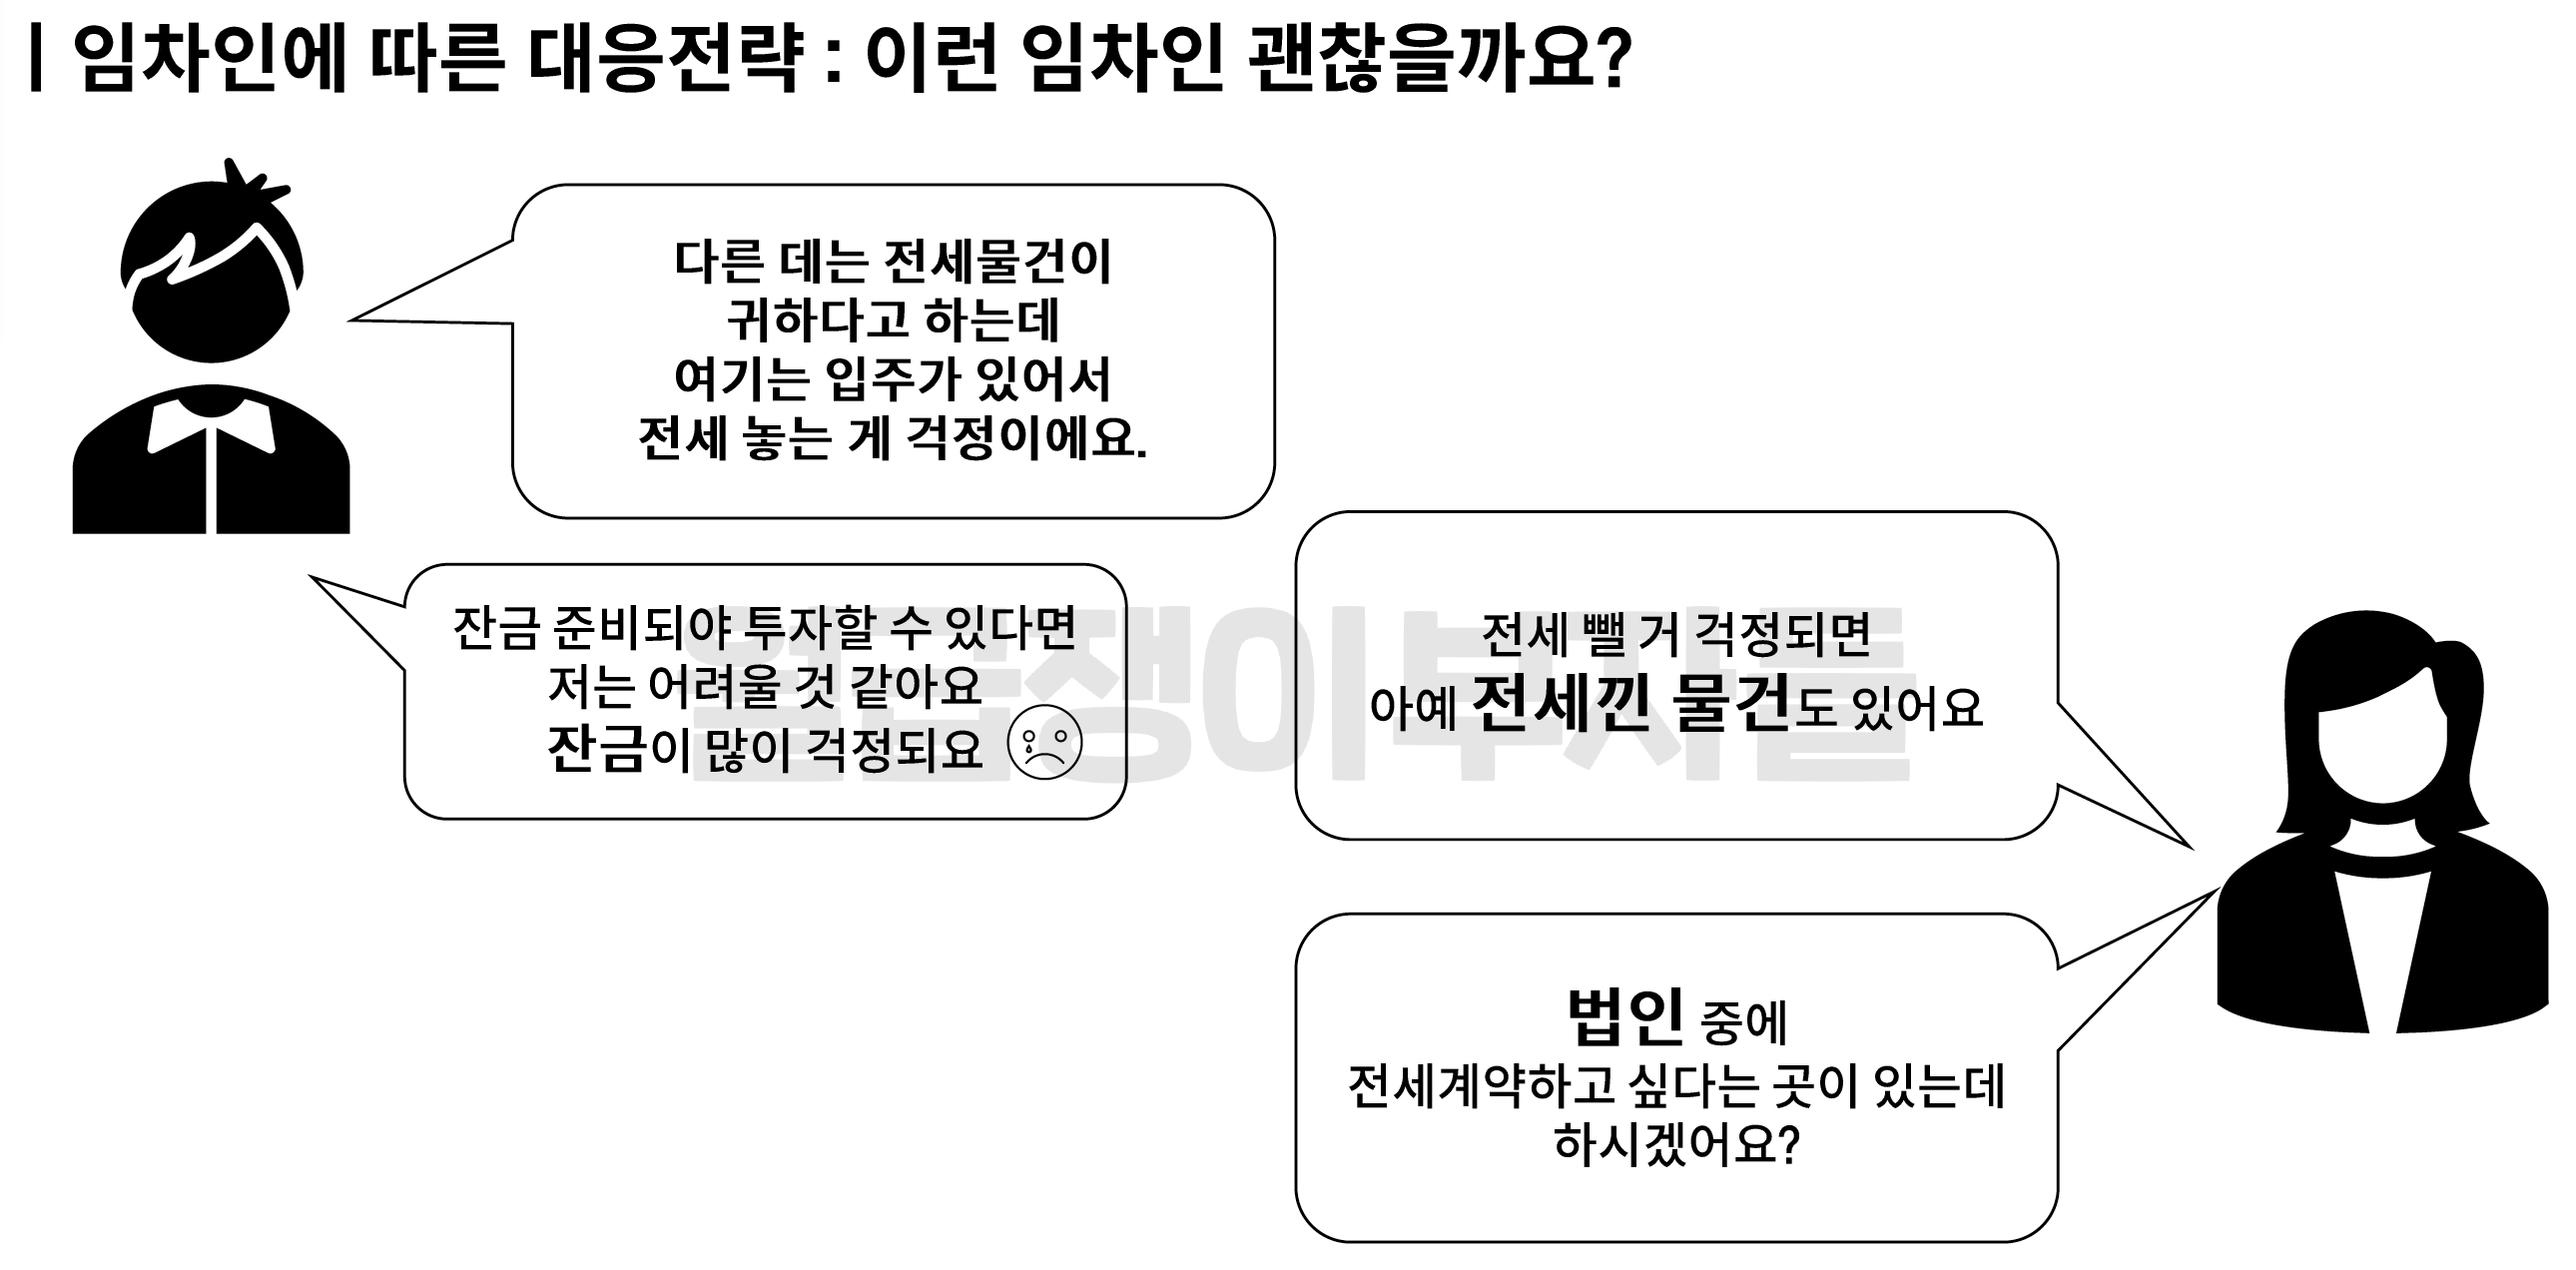 | 임차인에 따른 대응전략 : 이런 임차인 괜찮을까요?
다른 데는 전세물건이
귀하다고 하는데
여기는 입주가 있어서
전세 놓는 게 걱정이에요.
잔금 준비되야 투자할 수 있다면
저는 어려울 것 같아요
잔금이 많이 걱정되요
전세 뺄 거 걱정되면
아예 전세낀 물건도 있어요
법인 중에
전세계약하고 싶다는 곳이 있는데
하시겠어요?
월급쟁이부자들